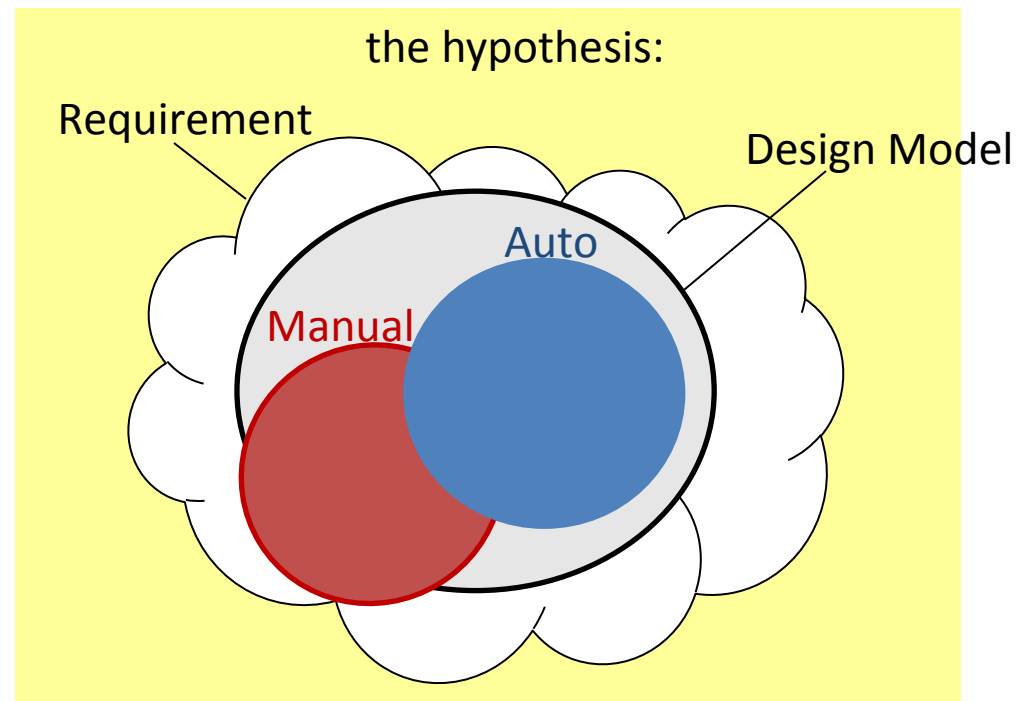 the hypothesis:
Requirement
Design Model
Auto
Manual